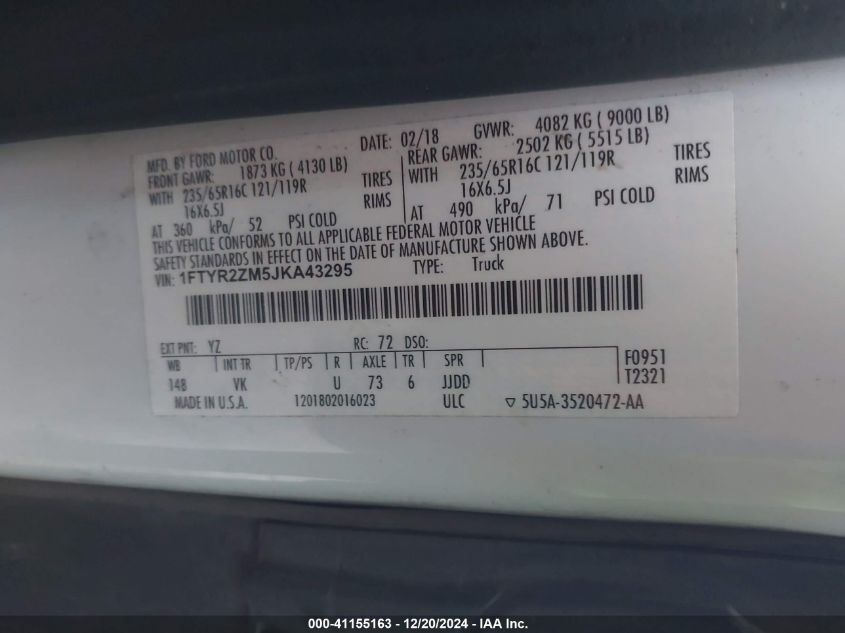 MFD. BY FORD MOTOR CO. DATE: 02/18 GVWR: 4082 KG ( 9000 LB)
FRONT GAWR: 1873 KG ( 4130 LB) REAR GAWR: 2502 KG ( 5515 LB)
WITH 235/65R16C 121/119R TIRES WITH 235/65R16C 121/119R TIRES
16X6.5J RIMS 16X6.5J RIMS
AT 360 kPa/ 52 PSI COLD AT 490 kPa/ 71 PSI COLD
THIS VEHICLE CONFORMS TO ALL APPLICABLE FEDERAL MOTOR VEHICLE
SAFETY STANDARDS IN EFFECT ON THE DATE OF MANUFACTURE SHOWN ABOVE.
VIN: 1FTYR2ZM5JKA43295 TYPE: Truck
EXT PNT: YZ RC: 72 DSO:
WB INT TR TP/PS R AXLE TR SPR F0951
148 VK U 73 6 JJDD T2321
MADE IN U.S.A. 1201802016023 ULC ▽ 5U5A-3520472-AA
000-41155163 - 12/20/2024 - IAA Inc.